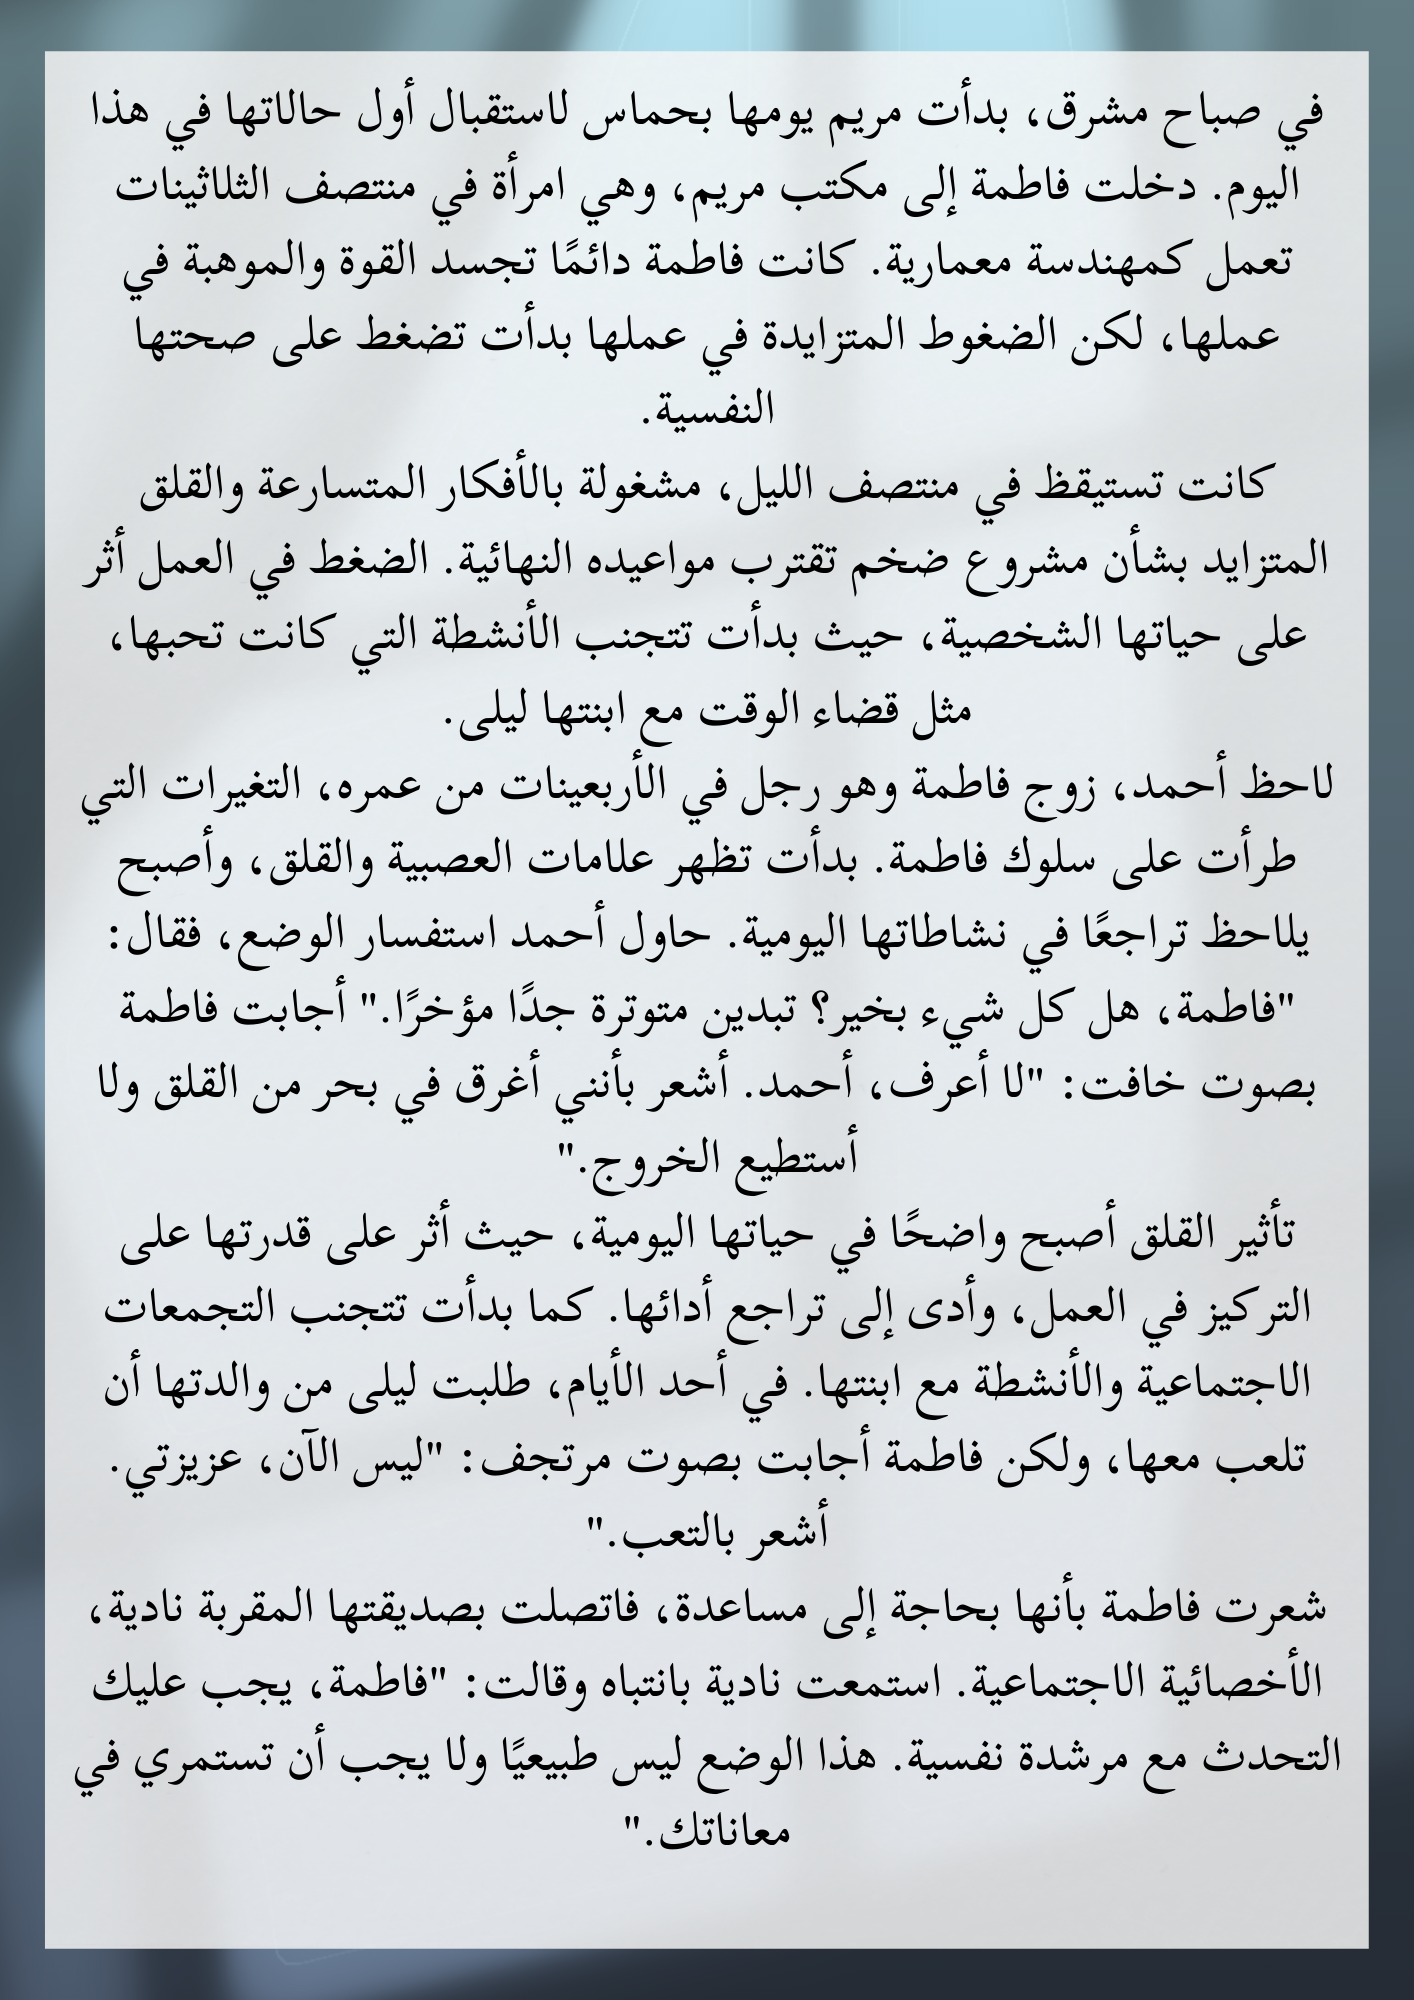 في صباح مشرق، بدأت مريم يومها بحماس لاستقبال أول حالاتها في هذا
اليوم. دخلت فاطمة إلى مكتب مريم، وهي امرأة في منتصف الثلاثينات
تعمل كمهندسة معمارية. كانت فاطمة دائمًا تجسد القوة والموهبة في
عملها، لكن الضغوط المتزايدة في عملها بدأت تضغط على صحتها
النفسية.
كانت تستيقظ في منتصف الليل، مشغولة بالأفكار المتسارعة والقلق
المتزايد بشأن مشروع ضخم تقترب مواعيده النهائية. الضغط في العمل أثر
على حياتها الشخصية، حيث بدأت تتجنب الأنشطة التي كانت تحبها،
مثل قضاء الوقت مع ابنتها ليلى.
لاحظ أحمد، زوج فاطمة وهو رجل في الأربعينات من عمره، التغيرات التي
طرأت على سلوك فاطمة. بدأت تظهر علامات العصبية والقلق، وأصبح
يلاحظ تراجعًا في نشاطاتها اليومية. حاول أحمد استفسار الوضع، فقال:
"فاطمة، هل كل شيء بخير؟ تبدين متوترة جدًا مؤخرًا." أجابت فاطمة
بصوت خافت: "لا أعرف، أحمد. أشعر بأنني أغرق في بحر من القلق ولا
أستطيع الخروج."
تأثير القلق أصبح واضحًا في حياتها اليومية، حيث أثر على قدرتها على
التركيز في العمل، وأدى إلى تراجع أدائها. كما بدأت تتجنب التجمعات
الاجتماعية والأنشطة مع ابنتها. في أحد الأيام، طلبت ليلى من والدتها أن
تلعب معها، ولكن فاطمة أجابت بصوت مرتجف: "ليس الآن، عزيزتي.
أشعر بالتعب."
شعرت فاطمة بأنها بحاجة إلى مساعدة، فاتصلت بصديقتها المقربة نادية،
الأخصائية الاجتماعية. استمعت نادية بانتباه وقالت: "فاطمة، يجب عليك
التحدث مع مرشدة نفسية. هذا الوضع ليس طبيعيًا ولا يجب أن تستمري في
معاناتك."